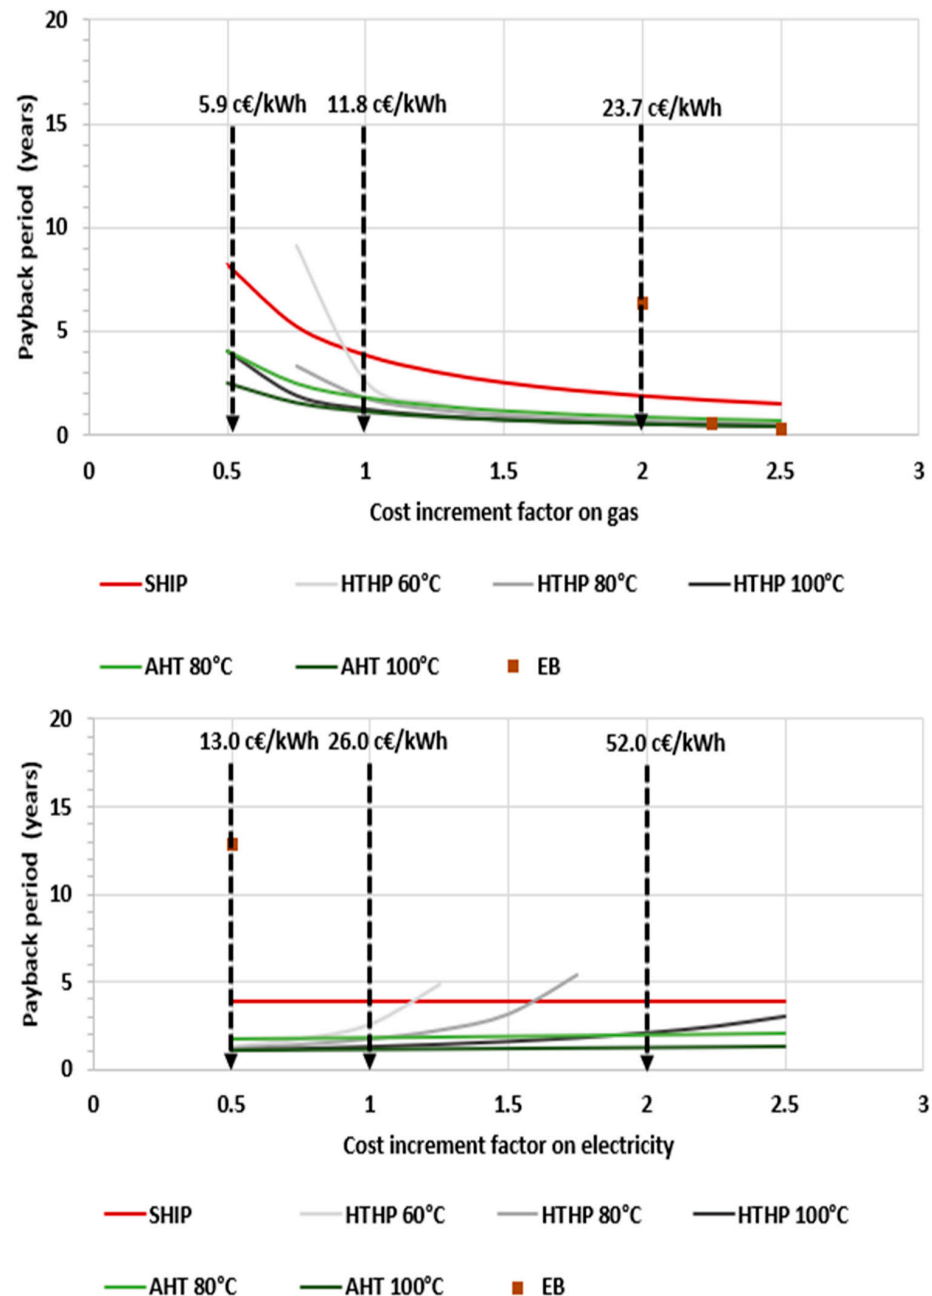 20
15
10
5
0
Payback period (years)
5.9 c€/kWh 11.8 c€/kWh 23.7 c€/kWh
0 0.5 1 1.5 2 2.5 3
Cost increment factor on gas
SHIP HTHP 60°C HTHP 80°C HTHP 100°C
AHT 80°C AHT 100°C EB
20
15
10
5
0
Payback period (years)
13.0 c€/kWh 26.0 c€/kWh 52.0 c€/kWh
0 0.5 1 1.5 2 2.5 3
Cost increment factor on electricity
SHIP HTHP 60°C HTHP 80°C HTHP 100°C
AHT 80°C AHT 100°C EB